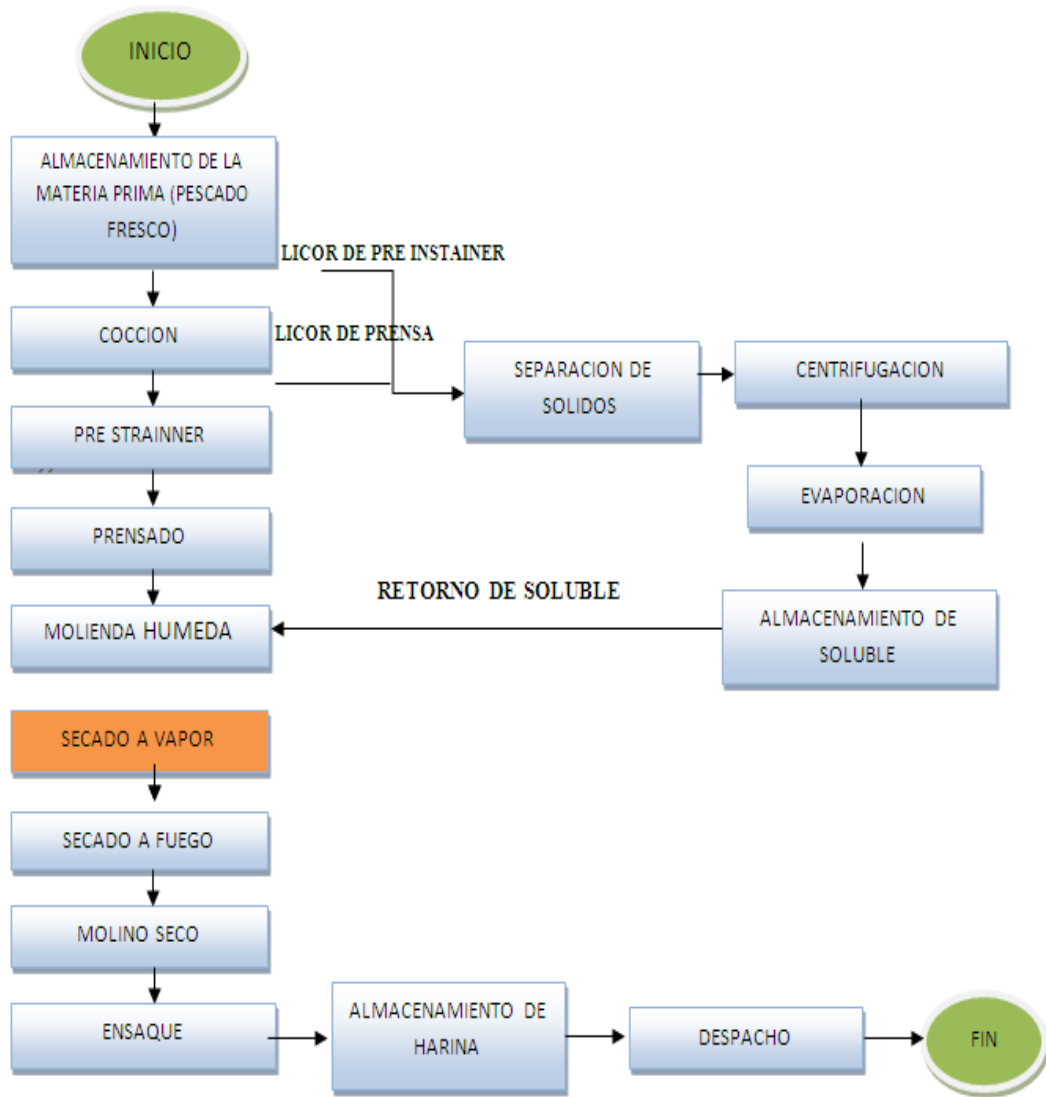 INICIO
ALMACENAMIENTO DE LA
MATERIA PRIMA (PESCADO
FRESCO)
LICOR DE PRE INSTAINER
COCCION
LICOR DE PRENSA
SEPARACION DE
SOLIDOS
CENTRIFUGACION
PRE STRAINNER
EVAPORACION
PRENSADO
RETORNO DE SOLUBLE
MOLIENDA HUMEDA
ALMACENAMIENTO DE
SOLUBLE
SECADO A VAPOR
SECADO A FUEGO
MOLINO SECO
ENSAQUE
ALMACENAMIENTO DE
HARINA
DESPACHO
FIN